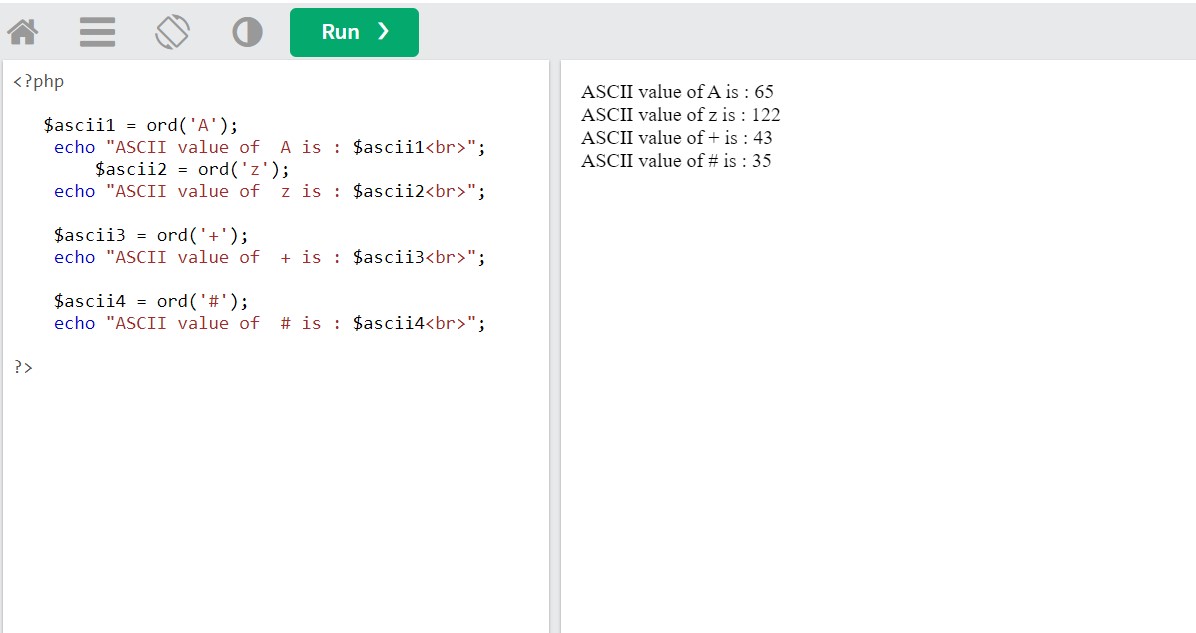 Run ❯
<?php
$ascii1 = ord('A');
echo "ASCII value of  A is : $ascii1<br>";
$ascii2 = ord('z');
echo "ASCII value of  z is : $ascii2<br>";
$ascii3 = ord('+');
echo "ASCII value of  + is : $ascii3<br>";
$ascii4 = ord('#');
echo "ASCII value of  # is : $ascii4<br>";
?>
ASCII value of A is : 65
ASCII value of z is : 122
ASCII value of + is : 43
ASCII value of # is : 35